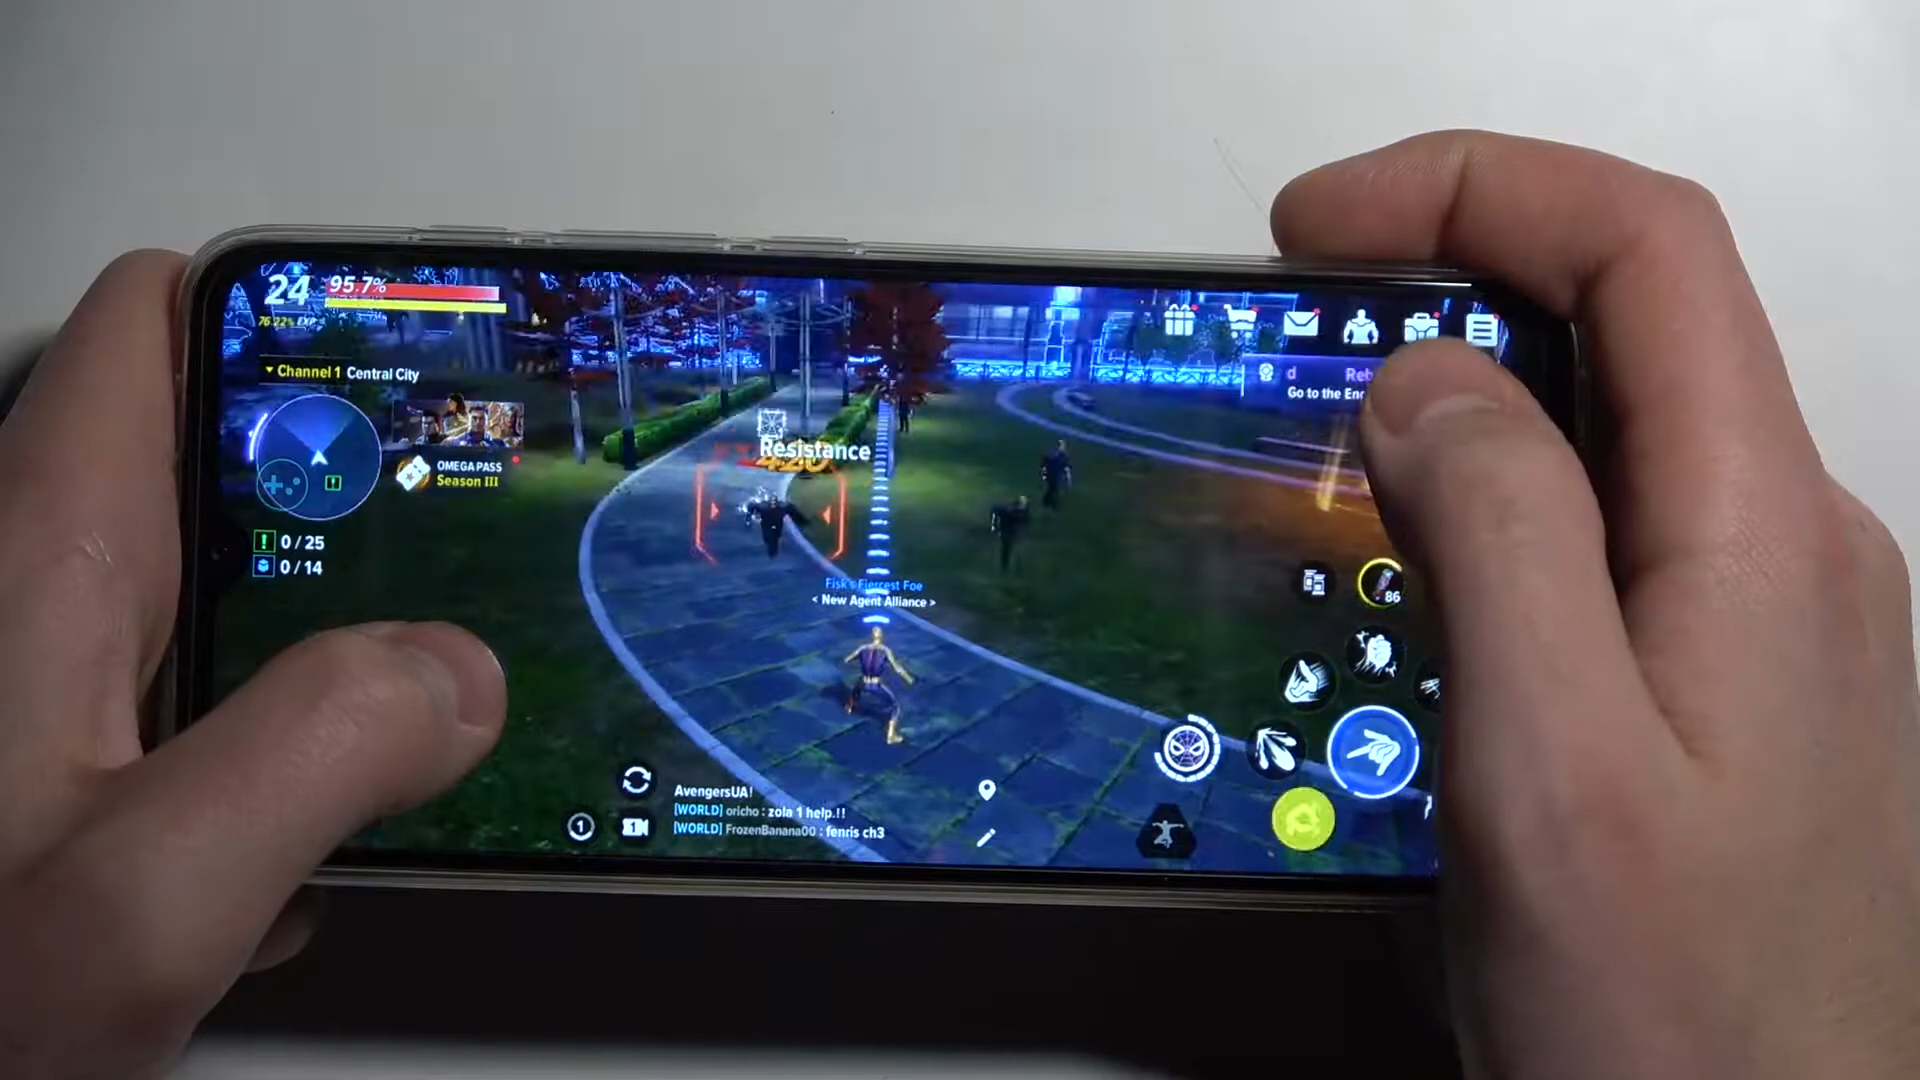 24 95.7%
76.22% EXP
Channel 1 Central City
OMEGA PASS
Season III
0 / 25
0 / 14
Resistance
420
Fisk's Fiercest Foe
< New Agent Alliance >
Go to the
86
1
1
AvengersUA!
[WORLD] oricho : zola 1 help.!!
[WORLD] FrozenBanana00 : fenris ch3